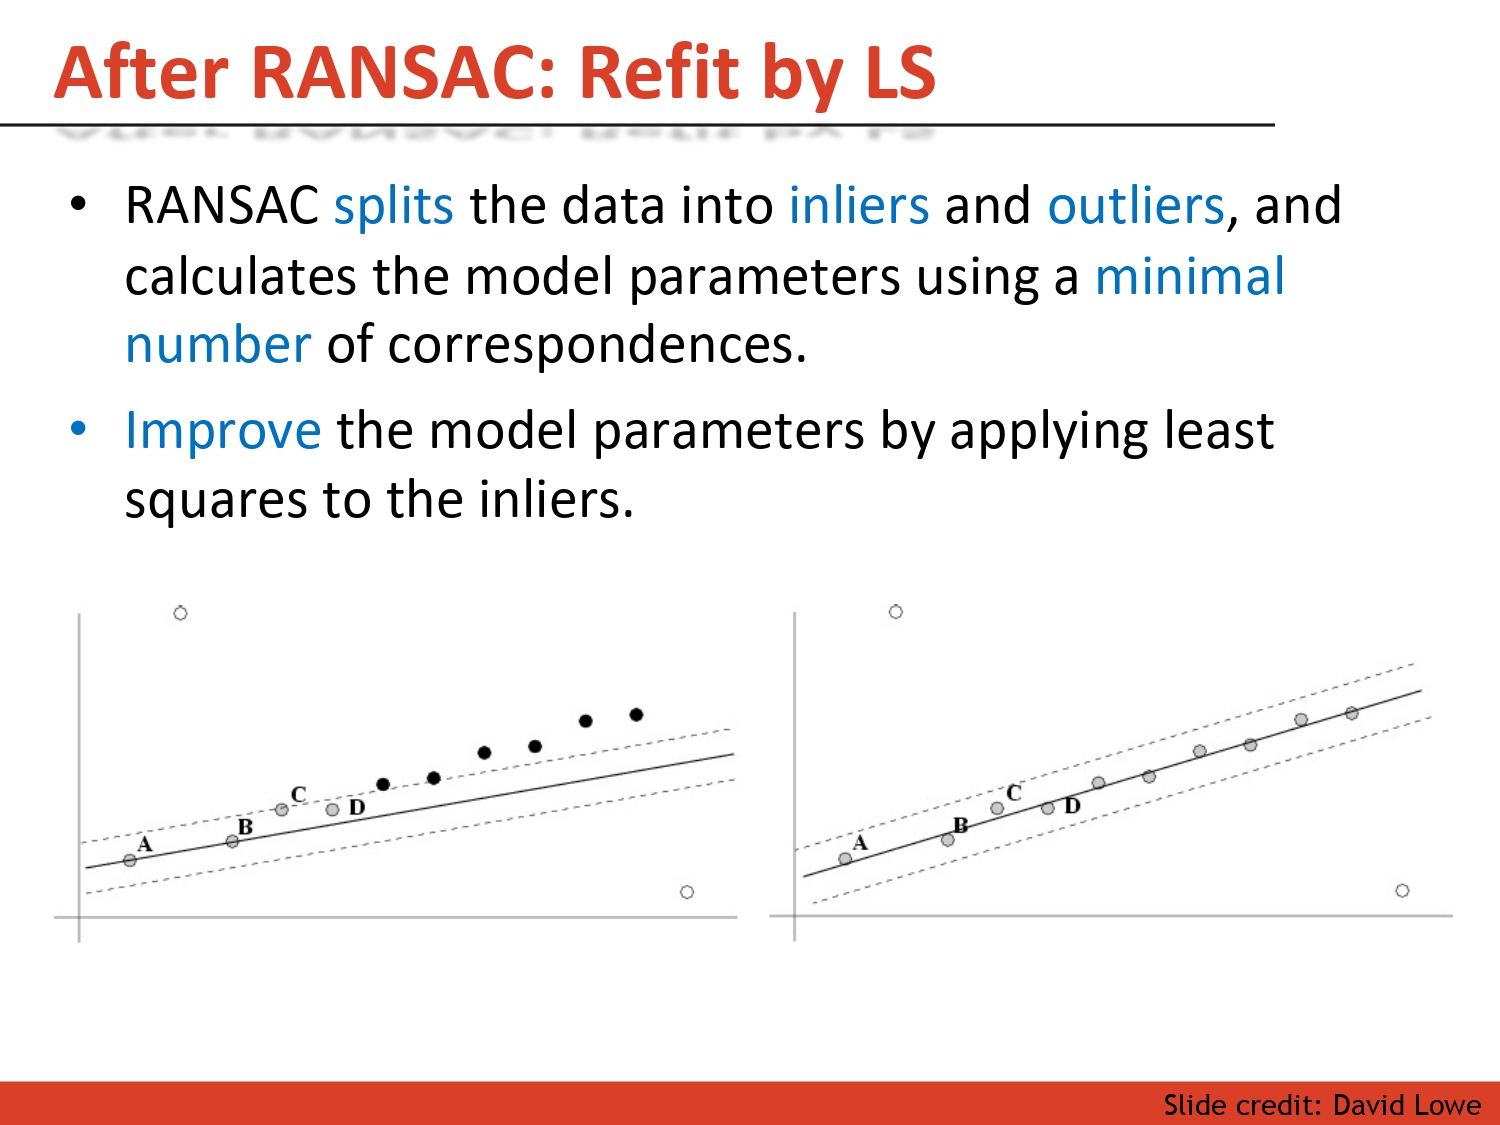 After RANSAC: Refit by LS
• RANSAC splits the data into inliers and outliers, and
calculates the model parameters using a minimal
number of correspondences.
• Improve the model parameters by applying least
squares to the inliers.
A B C D
A B C D
Slide credit: David Lowe